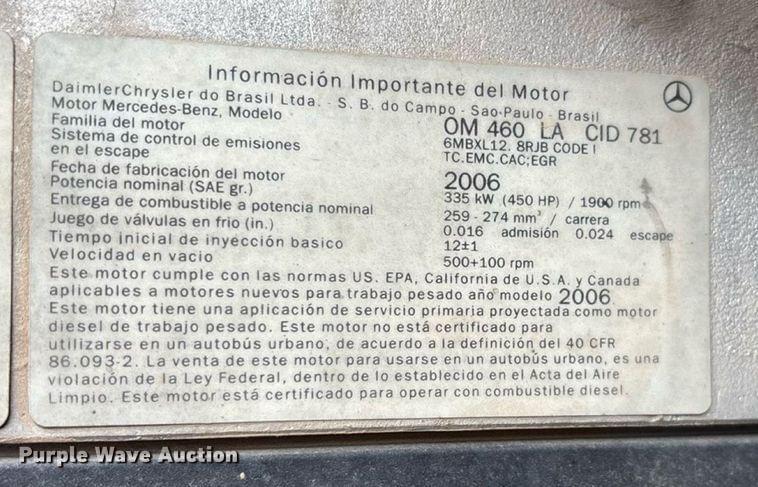 Información Importante del Motor
DaimlerChrysler do Brasil Ltda. - S. B. do Campo - Sao-Paulo - Brasil
Motor Mercedes-Benz, Modelo OM 460 LA CID 781
Familia del motor 6MBXL12. 8RJB CODE I
Sistema de control de emisiones
en el escape TC.EMC.CAC;EGR
Fecha de fabricación del motor 2006
Potencia nominal (SAE gr.) 335 kW (450 HP) / 1900 rpm
Entrega de combustible a potencia nominal 259 - 274 mm³ / carrera
Juego de válvulas en frio (in.) 0.016 admisión 0.024 escape
Tiempo inicial de inyección basico 12±1
Velocidad en vacio 500+100 rpm
Este motor cumple con las normas US. EPA, California de U.S.A. y Canada
aplicables a motores nuevos para trabajo pesado año modelo 2006
Este motor tiene una aplicación de servicio primaria proyectada como motor
diesel de trabajo pesado. Este motor no está certificado para
utilizarse en un autobús urbano, de acuerdo a la definición del 40 CFR
86.093-2. La venta de este motor para usarse en un autobús urbano, es una
violación de la Ley Federal, dentro de lo establecido en el Acta del Aire
Limpio. Este motor está certificado para operar con combustible diesel.
Purple Wave Auction